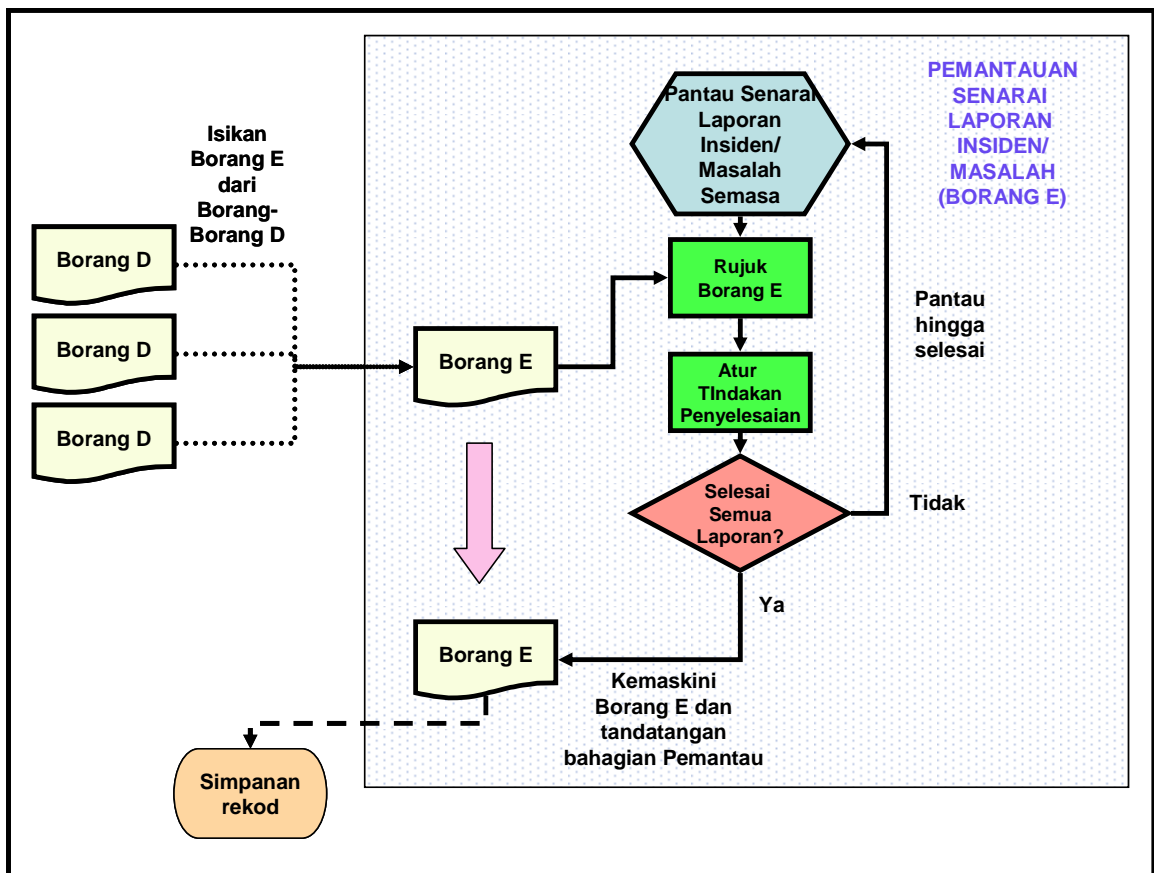 PEMANTAUAN
SENARAI
LAPORAN
INSIDEN/
MASALAH
(BORANG E)
Pantau Senarai
Laporan
Insiden/
Masalah
Semasa
Isikan
Borang E
dari
Borang-
Borang D
Borang D
Borang D
Borang D
Borang E
Rujuk
Borang E
Atur
TIndakan
Penyelesaian
Pantau
hingga
selesai
Selesai
Semua
Laporan?
Tidak
Ya
Borang E
Kemaskini
Borang E dan
tandatangan
bahagian Pemantau
Simpanan
rekod